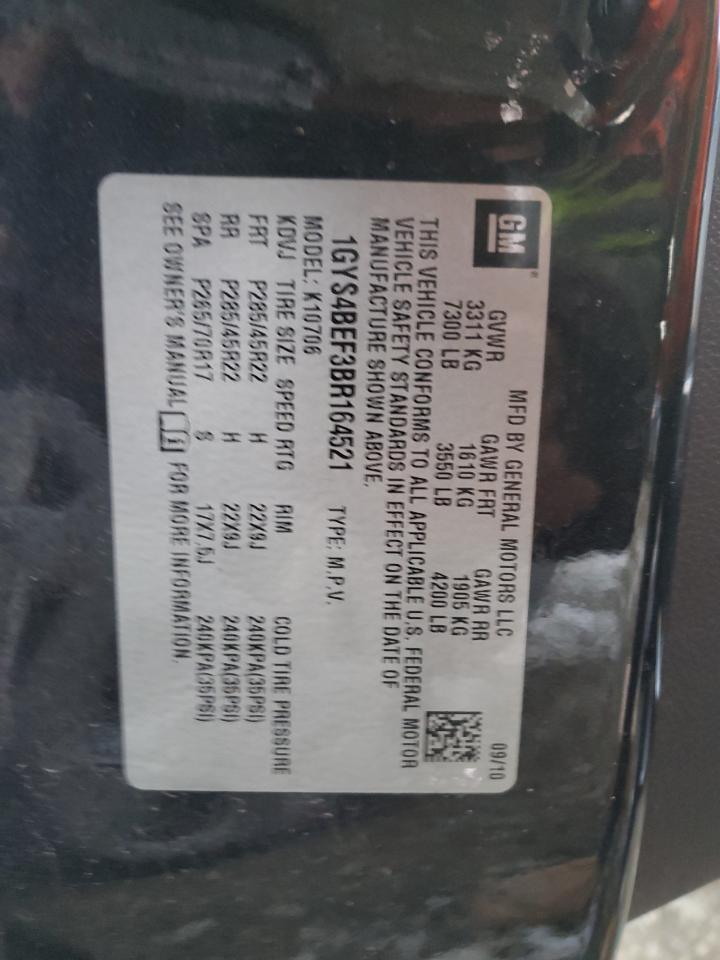 GM®
MFD BY GENERAL MOTORS LLC 09/10
GVWR GAWR FRT GAWR RR
3311 KG 1610 KG 1905 KG
7300 LB 3550 LB 4200 LB
THIS VEHICLE CONFORMS TO ALL APPLICABLE U.S. FEDERAL MOTOR
VEHICLE SAFETY STANDARDS IN EFFECT ON THE DATE OF
MANUFACTURE SHOWN ABOVE.
1GYS4BEF3BR164521 TYPE: M.P.V.
MODEL: K10706
KDVJ TIRE SIZE SPEED RTG RIM COLD TIRE PRESSURE
FRT P285/45R22 H 22X9J 240KPA(35PSI)
RR P285/45R22 H 22X9J 240KPA(35PSI)
SPA P265/70R17 S 17X7.5J 240KPA(35PSI)
SEE OWNER'S MANUAL FOR MORE INFORMATION.